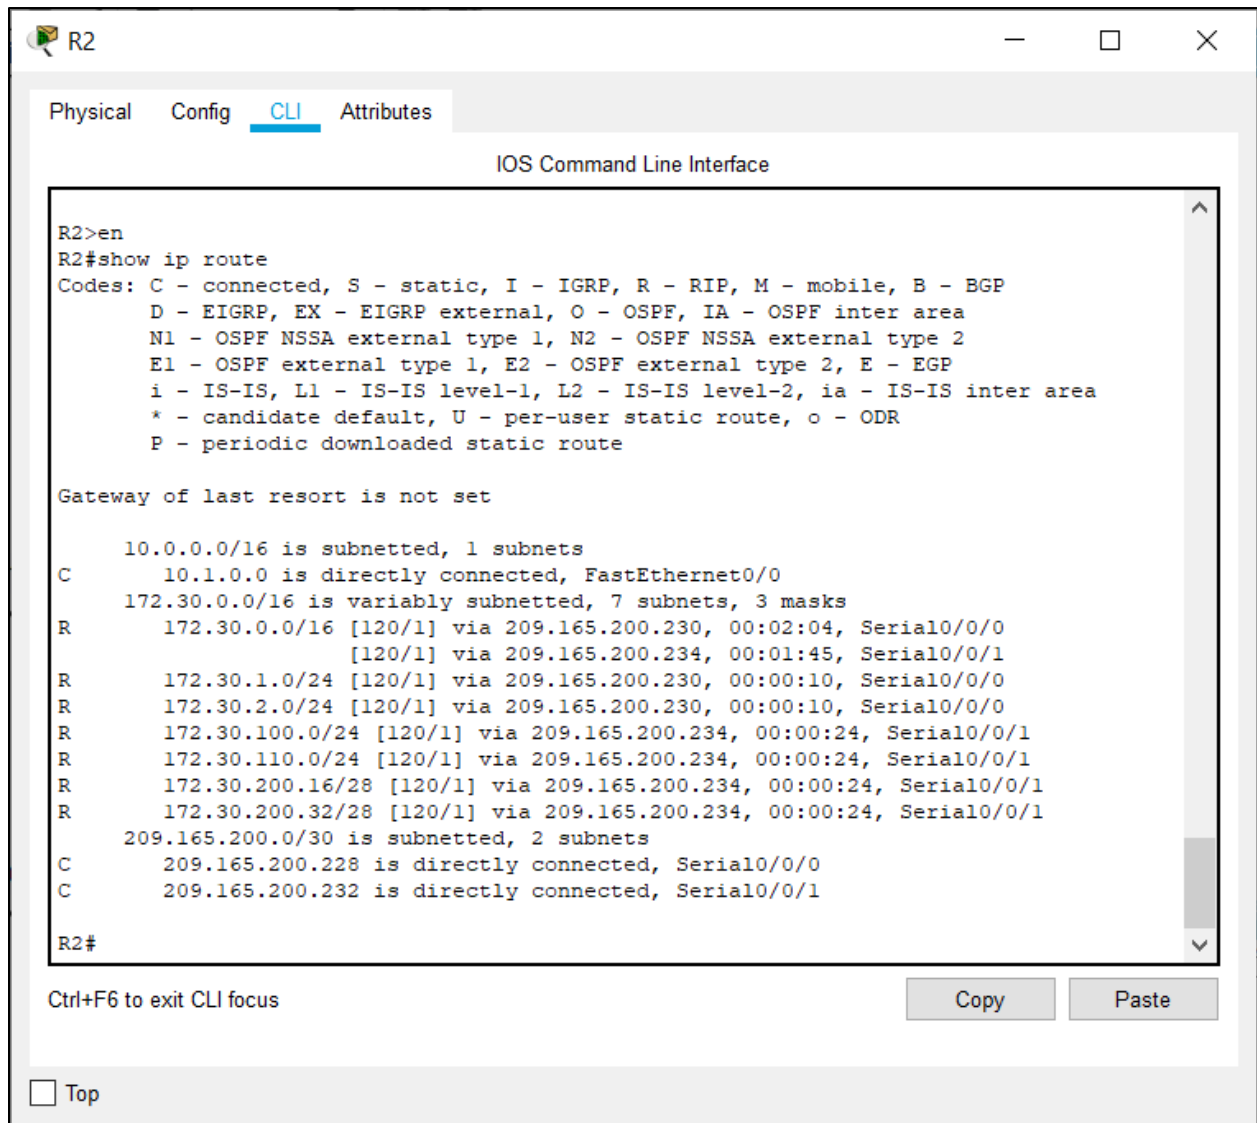 R2
Physical Config CLI Attributes
IOS Command Line Interface
R2>en
R2#show ip route
Codes: C - connected, S - static, I - IGRP, R - RIP, M - mobile, B - BGP
       D - EIGRP, EX - EIGRP external, O - OSPF, IA - OSPF inter area
       N1 - OSPF NSSA external type 1, N2 - OSPF NSSA external type 2
       E1 - OSPF external type 1, E2 - OSPF external type 2, E - EGP
       i - IS-IS, L1 - IS-IS level-1, L2 - IS-IS level-2, ia - IS-IS inter area
       * - candidate default, U - per-user static route, o - ODR
       P - periodic downloaded static route
Gateway of last resort is not set
     10.0.0.0/16 is subnetted, 1 subnets
C       10.1.0.0 is directly connected, FastEthernet0/0
     172.30.0.0/16 is variably subnetted, 7 subnets, 3 masks
R       172.30.0.0/16 [120/1] via 209.165.200.230, 00:02:04, Serial0/0/0
                      [120/1] via 209.165.200.234, 00:01:45, Serial0/0/1
R       172.30.1.0/24 [120/1] via 209.165.200.230, 00:00:10, Serial0/0/0
R       172.30.2.0/24 [120/1] via 209.165.200.230, 00:00:10, Serial0/0/0
R       172.30.100.0/24 [120/1] via 209.165.200.234, 00:00:24, Serial0/0/1
R       172.30.110.0/24 [120/1] via 209.165.200.234, 00:00:24, Serial0/0/1
R       172.30.200.16/28 [120/1] via 209.165.200.234, 00:00:24, Serial0/0/1
R       172.30.200.32/28 [120/1] via 209.165.200.234, 00:00:24, Serial0/0/1
     209.165.200.0/30 is subnetted, 2 subnets
C       209.165.200.228 is directly connected, Serial0/0/0
C       209.165.200.232 is directly connected, Serial0/0/1
R2#
Ctrl+F6 to exit CLI focus
Copy Paste
Top